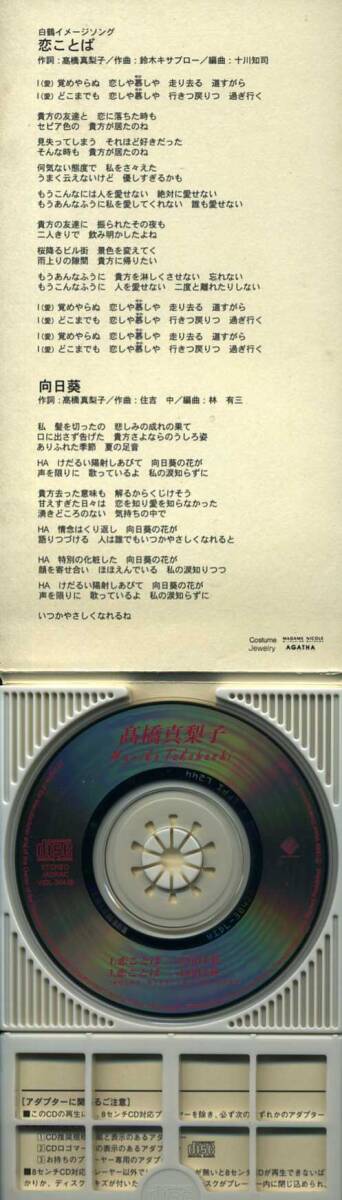 白鶴イメージソング
恋ことば
作詞：高橋真梨子／作曲：鈴木キサブロー／編曲：十川知司
I（愛）覚めやらぬ　恋しや慕しや　走り去る　道すがら
I（愛）どこまでも　恋しや慕しや　行きつ戻りつ　過ぎ行く
貴方の友達と　恋に落ちた時も
セピア色の　貴方が居たのね
見失ってしまう　それほど好きだった
そんな時も　貴方が居たのね
何気ない態度で　私をささえた
うまく云えないけど　優しすぎるかも
もうこんなには人を愛せない　絶対に愛せない
もうあんなふうに私を愛してくれない　誰も愛せない
貴方の友達に　振られたその夜も
二人きりで　飲み明かしたよね
桜降るビル街　景色を変えてく
雨上りの隙間　貴方に帰りたい
もうあんなふうに　貴方を淋しくさせない　忘れない
もうこんなふうに　人を愛せない　二度と離れたりしない
I（愛）覚めやらぬ　恋しや慕しや　走り去る　道すがら
I（愛）どこまでも　恋しや慕しや　行きつ戻りつ　過ぎ行く
I（愛）覚めやらぬ　恋しや慕しや　走り去る　道すがら
I（愛）どこまでも　恋しや慕しや　行きつ戻りつ　過ぎ行く
向日葵
作詞：高橋真梨子／作曲：住吉　中／編曲：林　有三
私　髪を切ったの　悲しみの成れの果て
口に出さず告げた　貴方さよならのうしろ姿
ありふれた季節　夏の足音
HA　けだるい陽射しあびて　向日葵の花が
声を限りに　歌っているよ　私の涙知らずに
貴方去った意味も　解るからくじけそう
甘えすぎた日々は　恋を知り愛を知らなかった
湧きどころのない　気持ちの中で
HA　情念はくり返し　向日葵の花が
語りつづける　人は誰でもいつかやさしくなれると
HA　特別の化粧した　向日葵の花が
顔を寄せ合い　ほほえんでいる　私の涙知りつつ
HA　けだるい陽射しあびて　向日葵の花が
声を限りに　歌っているよ　私の涙知らずに
いつかやさしくなれるね
Costume MADAME NICOLE
Jewelry AGATHA
髙橋真梨子
Mariko Takahashi
STEREO
JASRAC
1.恋ことば
【アダプターに関するご注意】